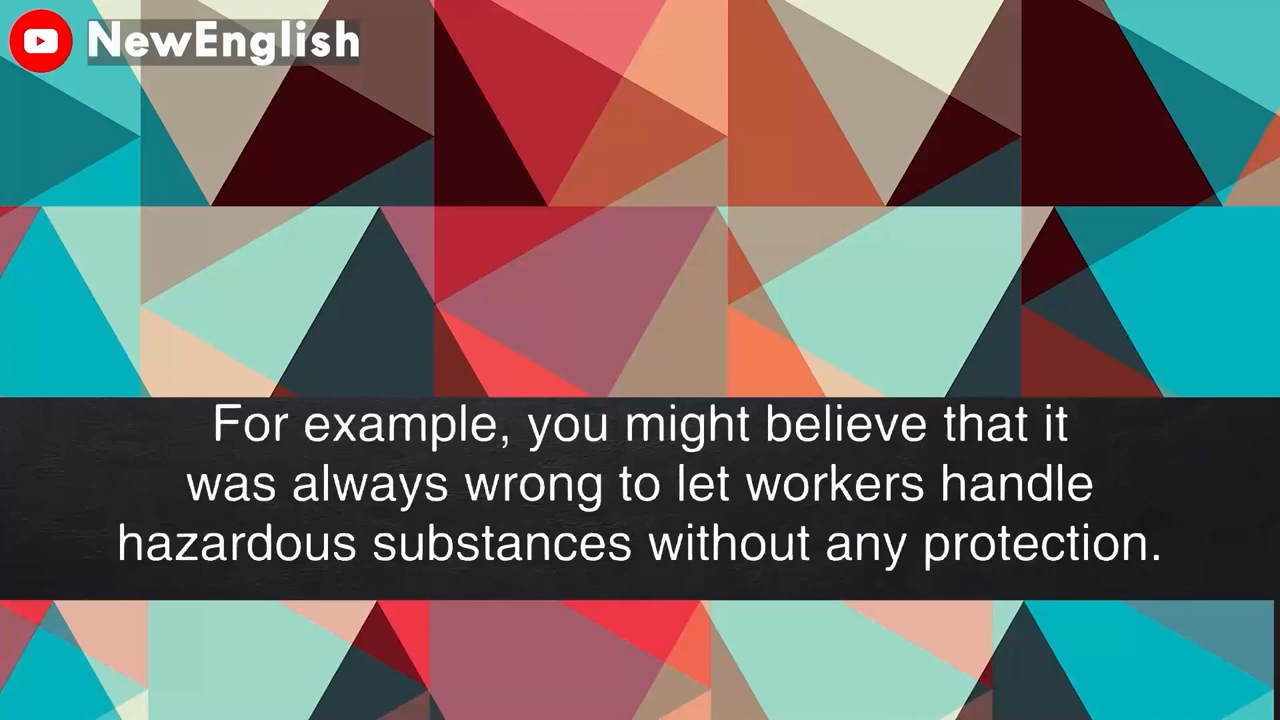 NewEnglish
For example, you might believe that it
was always wrong to let workers handle
hazardous substances without any protection.